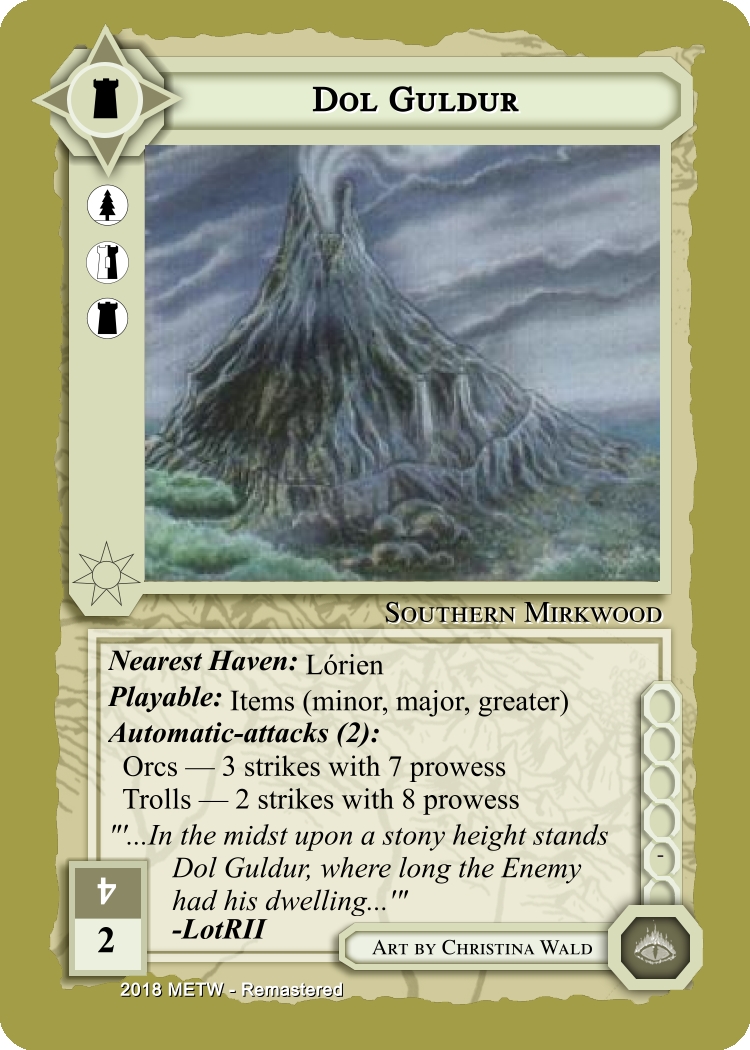 Dol Guldur
Southern Mirkwood
Nearest Haven: Lórien
Playable: Items (minor, major, greater)
Automatic-attacks (2):
Orcs — 3 strikes with 7 prowess
Trolls — 2 strikes with 8 prowess
"'...In the midst upon a stony height stands
Dol Guldur, where long the Enemy
had his dwelling...'"
-LotRII
4
2
-
Art by Christina Wald
2018 METW - Remastered